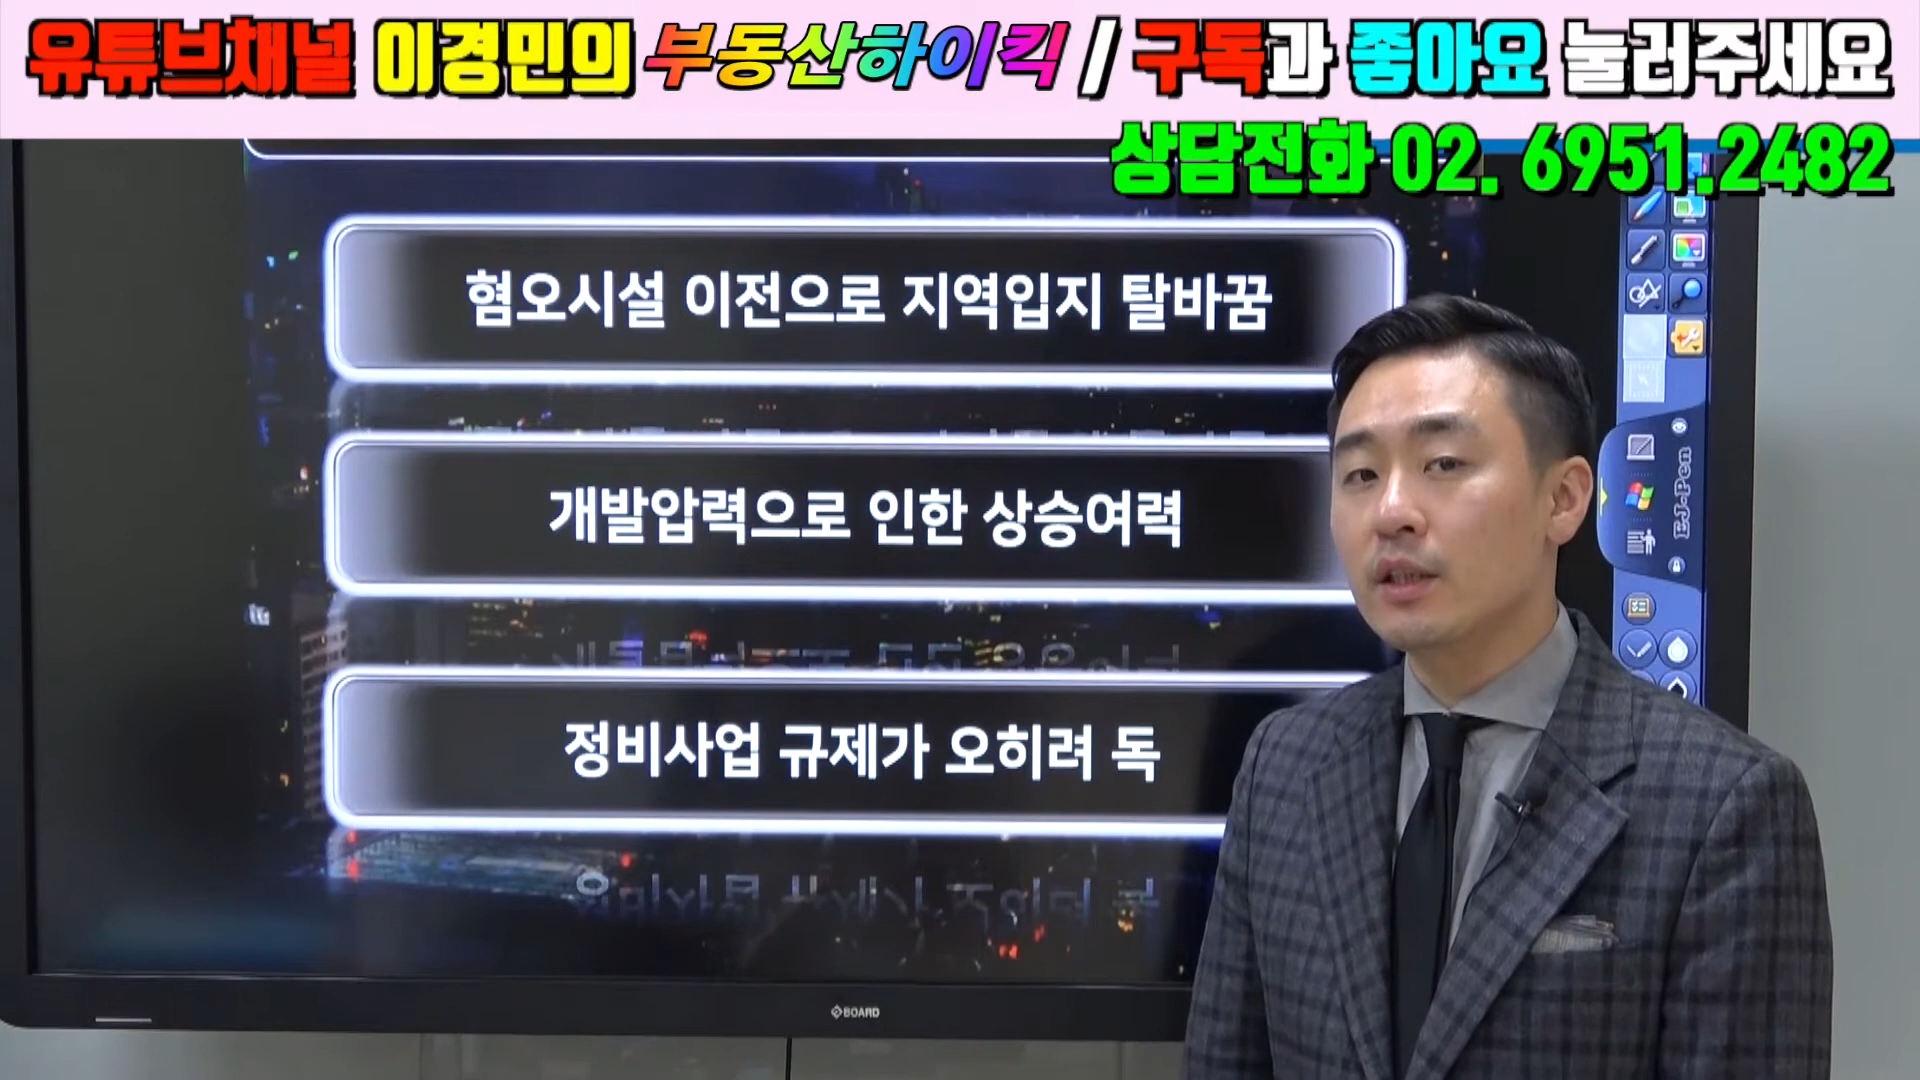 유튜브채널 이경민의 부동산하이킥 / 구독과 좋아요 눌러주세요
상담전화 02. 6951.2482
혐오시설 이전으로 지역입지 탈바꿈
개발압력으로 인한 상승여력
정비사업 규제가 오히려 독
EJ-Pen
BOARD